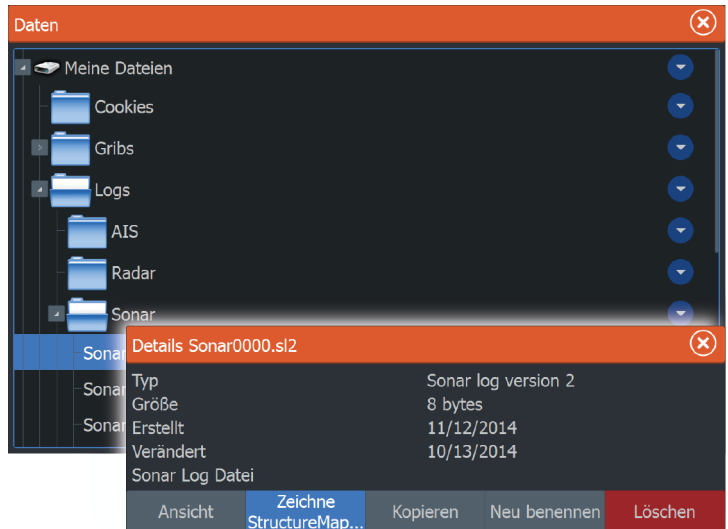 Daten
Meine Dateien
Cookies
Gribs
Logs
AIS
Radar
Sonar
Sonar
Sonar
Sonar
Details Sonar0000.sl2
Typ Sonar log version 2
Größe 8 bytes
Erstellt 11/12/2014
Verändert 10/13/2014
Sonar Log Datei
Ansicht
Zeichne
StructureMap...
Kopieren
Neu benennen
Löschen